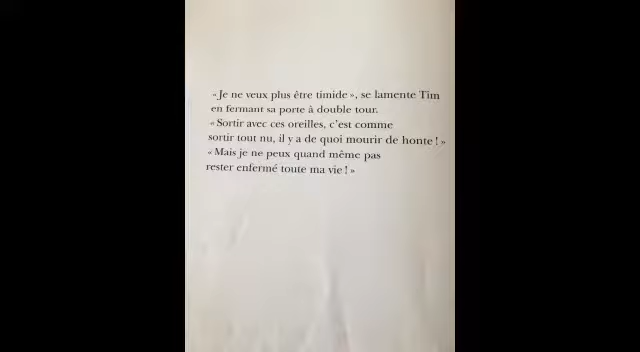 « Je ne veux plus être timide », se lamente Tim
en fermant sa porte à double tour.
« Sortir avec ces oreilles, c’est comme
sortir tout nu, il y a de quoi mourir de honte ! »
« Mais je ne peux quand même pas
rester enfermé toute ma vie ! »